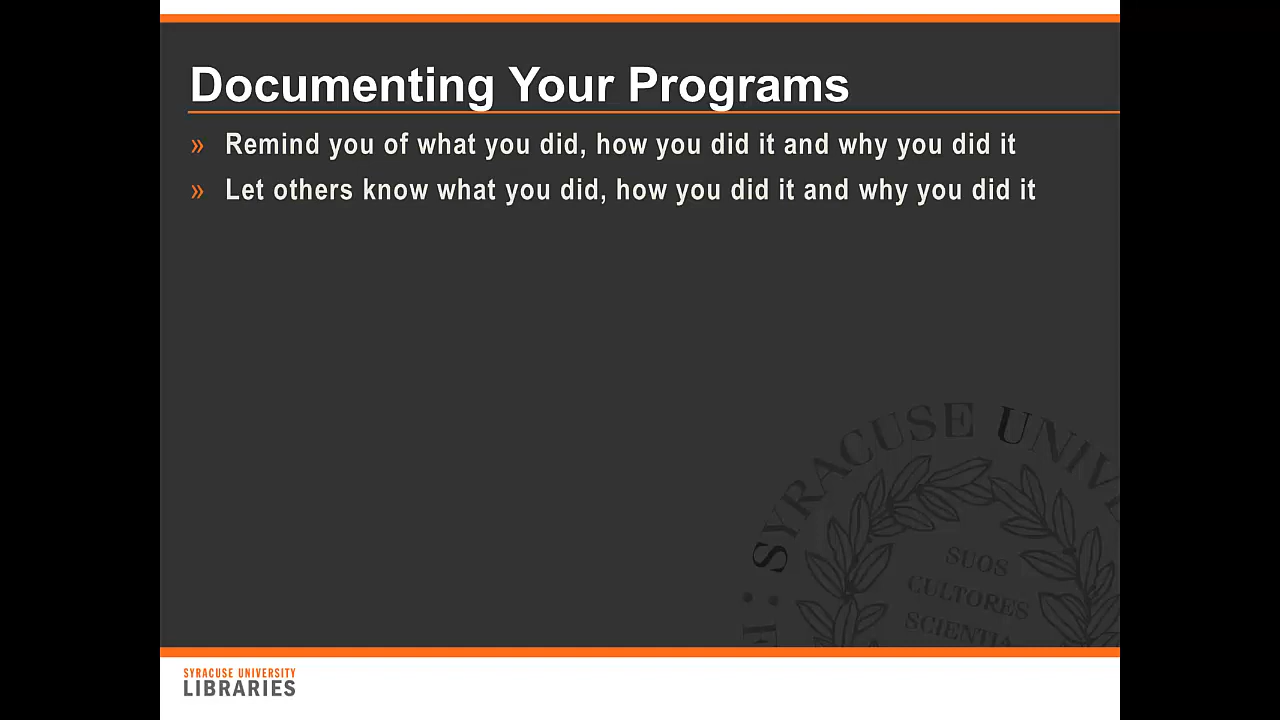 Documenting Your Programs
» Remind you of what you did, how you did it and why you did it
» Let others know what you did, how you did it and why you did it
SYRACUSE UNIV
SUOS
CULTORES
SCIENTIA
SYRACUSE UNIVERSITY
LIBRARIES